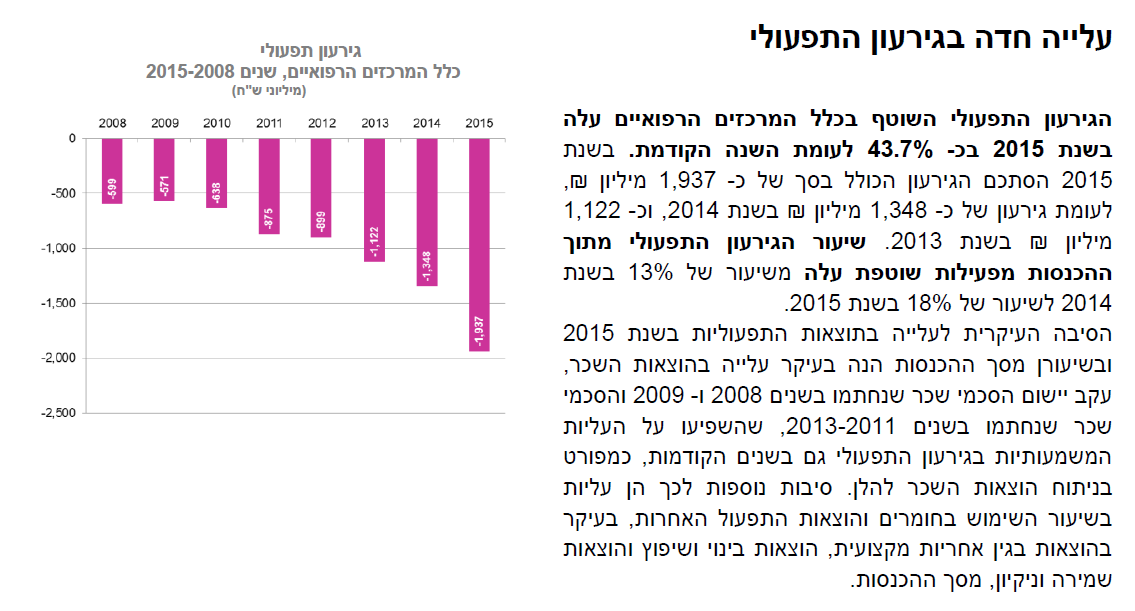 עלייה חדה בגירעון התפעולי
הגירעון התפעולי השוטף בכלל המרכזים הרפואיים עלה
בשנת 2015 בכ- 43.7% לעומת השנה הקודמת. בשנת
2015 הסתכם הגירעון הכולל בסך של כ- 1,937 מיליון ₪,
לעומת גירעון של כ- 1,348 מיליון ₪ בשנת 2014, וכ- 1,122
מיליון ₪ בשנת 2013. שיעור הגירעון התפעולי מתוך
ההכנסות מפעילות שוטפת עלה משיעור של 13% בשנת
2014 לשיעור של 18% בשנת 2015.
הסיבה העיקרית לעלייה בתוצאות התפעוליות בשנת 2015
ובשיעורן מסך ההכנסות הנה בעיקר עלייה בהוצאות השכר,
עקב יישום הסכמי שכר שנחתמו בשנים 2008 ו- 2009 והסכמי
שכר שנחתמו בשנים 2013-2011, שהשפיעו על העליות
המשמעותיות בגירעון התפעולי גם בשנים הקודמות, כמפורט
בניתוח הוצאות השכר להלן. סיבות נוספות לכך הן עליות
בשיעור השימוש בחומרים והוצאות התפעול האחרות, בעיקר
בהוצאות בגין אחריות מקצועית, הוצאות בינוי ושיפוץ והוצאות
שמירה וניקיון, מסך ההכנסות.
גירעון תפעולי
כלל המרכזים הרפואיים, שנים 2015-2008
(מיליוני ש"ח)
2008 2009 2010 2011 2012 2013 2014 2015
0
-500
-1,000
-1,500
-2,000
-2,500
-599
-571
-638
-875
-899
-1,122
-1,348
-1,937